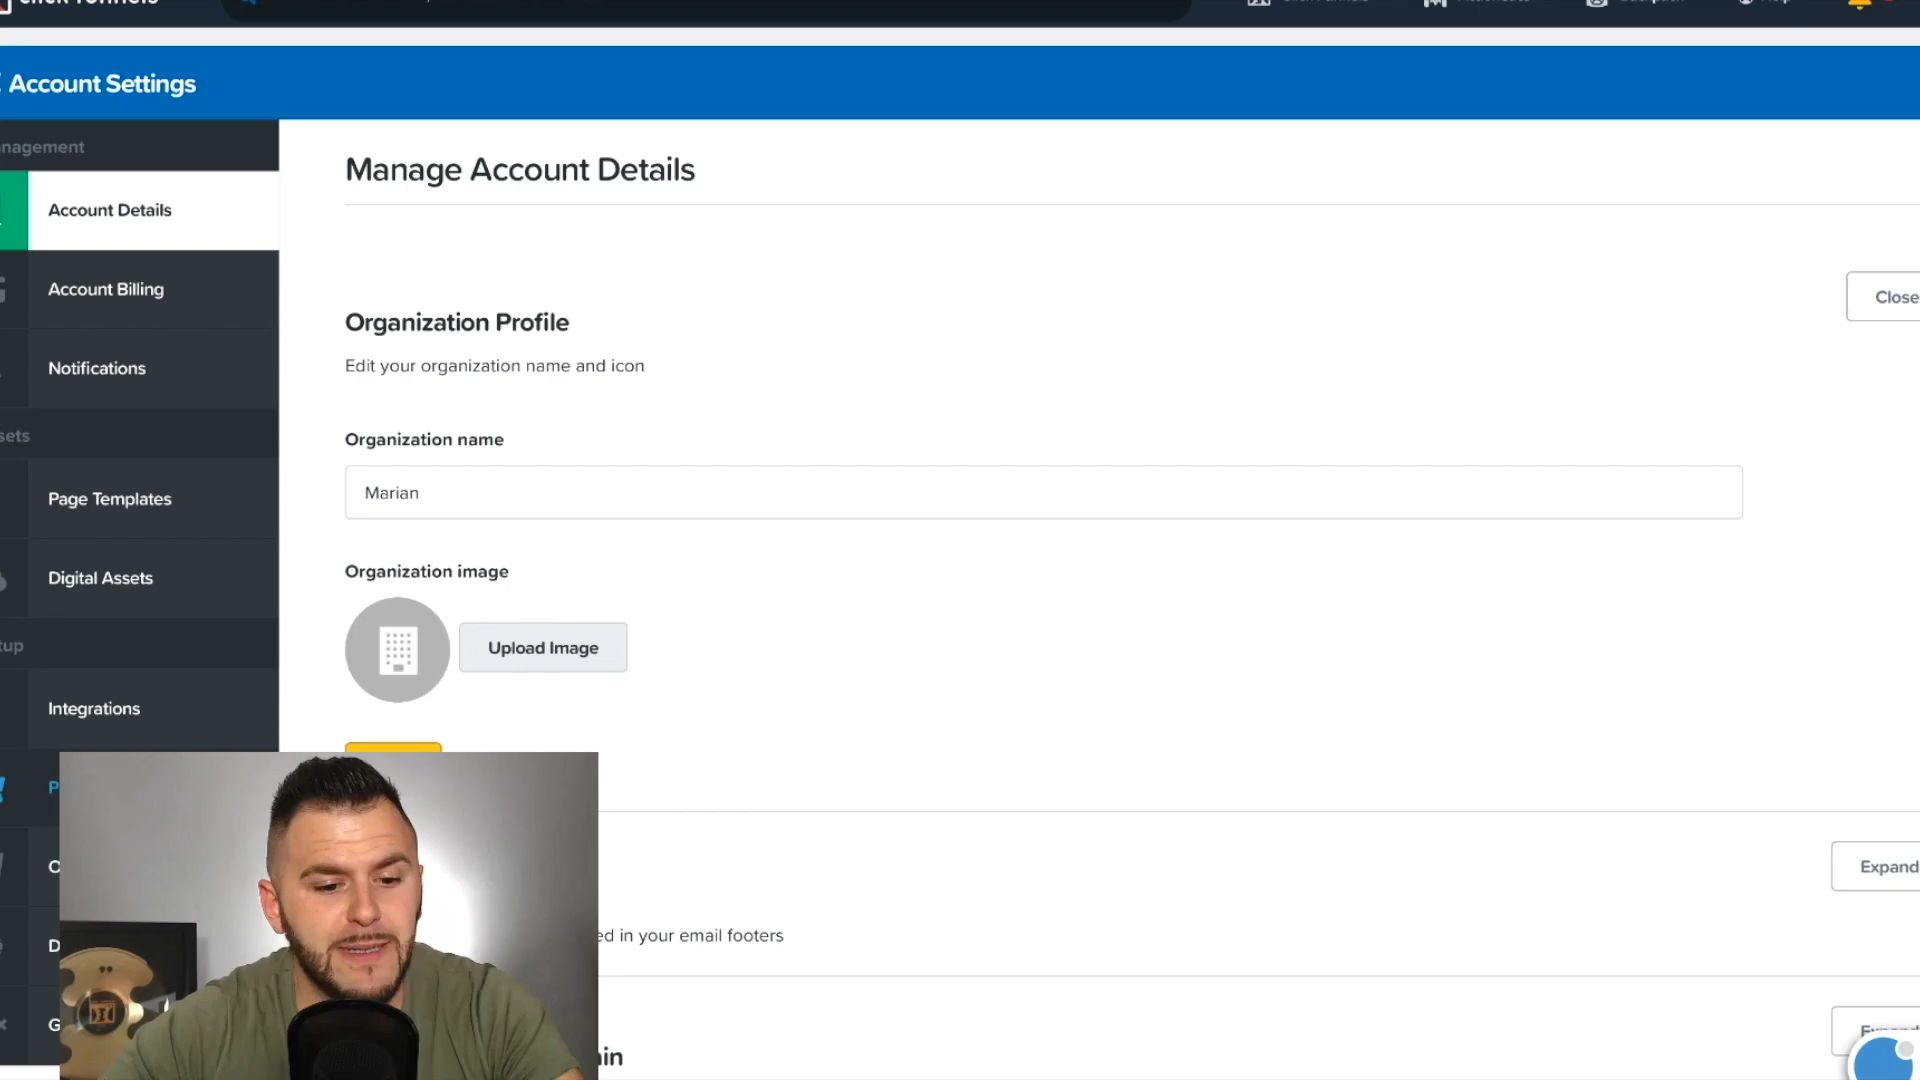 Account Settings
nagement
Manage Account Details
Account Details
Close
Account Billing
Organization Profile
Edit your organization name and icon
Notifications
sets
Organization name
Marian
Page Templates
Organization image
Digital Assets
tup
Upload Image
Integrations
P
C
Expand
D
ed in your email footers
G
ain